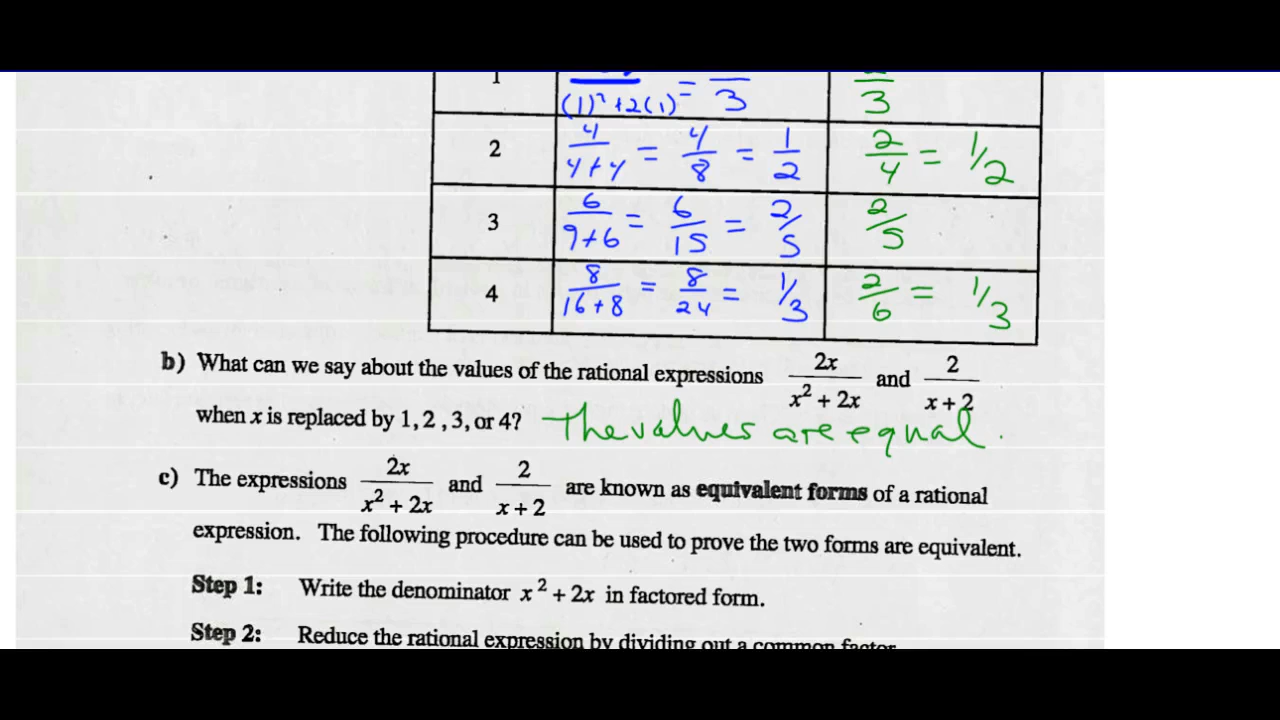 1 (1)² + 2(1) = /3 /3
2 4/4+4 = 4/8 = 1/2 2/4 = 1/2
3 6/9+6 = 6/15 = 2/5 2/5
4 8/16+8 = 8/24 = 1/3 2/6 = 1/3
b) What can we say about the values of the rational expressions 2x/x² + 2x and 2/x + 2
when x is replaced by 1, 2 , 3, or 4? The values are equal.
c) The expressions 2x/x² + 2x and 2/x + 2 are known as equivalent forms of a rational
expression. The following procedure can be used to prove the two forms are equivalent.
Step 1: Write the denominator x² + 2x in factored form.
Step 2: Reduce the rational expression by dividing out a common factor.